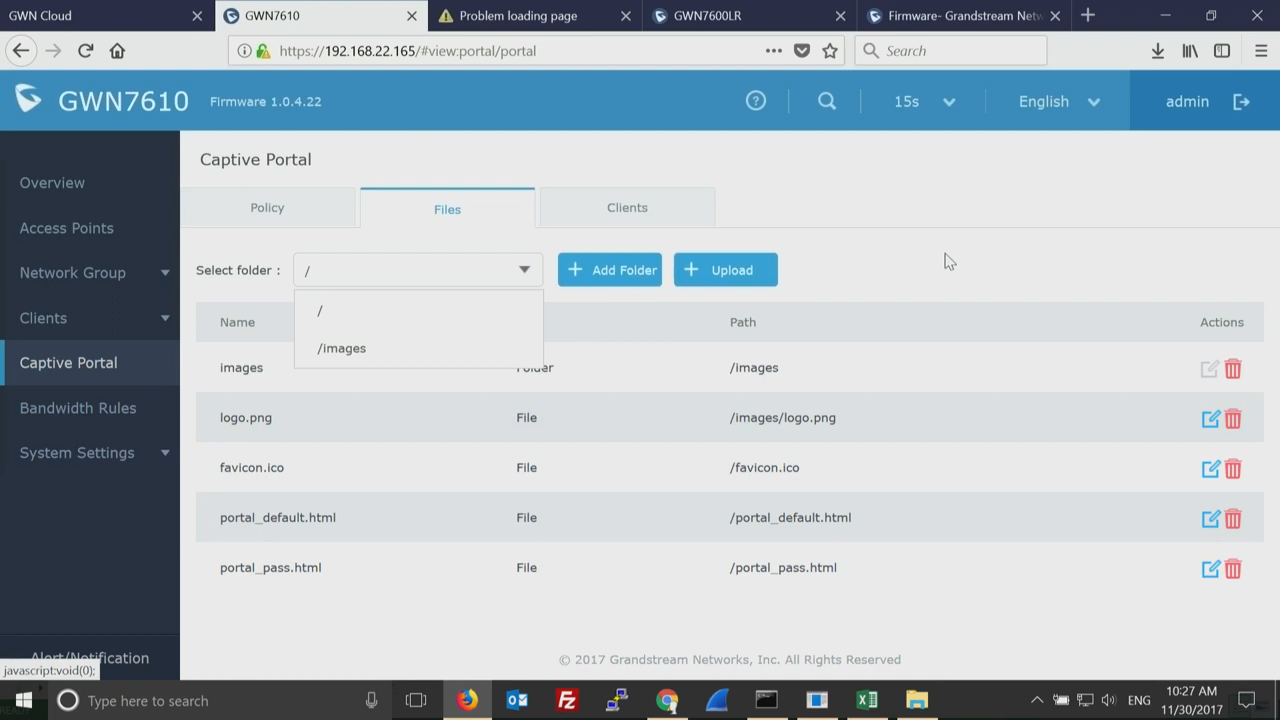 GWN Cloud
GWN7610
Problem loading page
GWN7600LR
Firmware- Grandstream Netw
https://192.168.22.165/#view:portal/portal
Search
GWN7610
Firmware 1.0.4.22
15s
English
admin
Overview
Access Points
Network Group
Clients
Captive Portal
Bandwidth Rules
System Settings
Alert/Notification
javascript:void(0);
Captive Portal
Policy
Files
Clients
Select folder :
/
Add Folder
Upload
/
/images
Name
Path
Actions
images
Folder
/images
logo.png
File
/images/logo.png
favicon.ico
File
/favicon.ico
portal_default.html
File
/portal_default.html
portal_pass.html
File
/portal_pass.html
© 2017 Grandstream Networks, Inc. All Rights Reserved
Type here to search
ENG
10:27 AM
11/30/2017